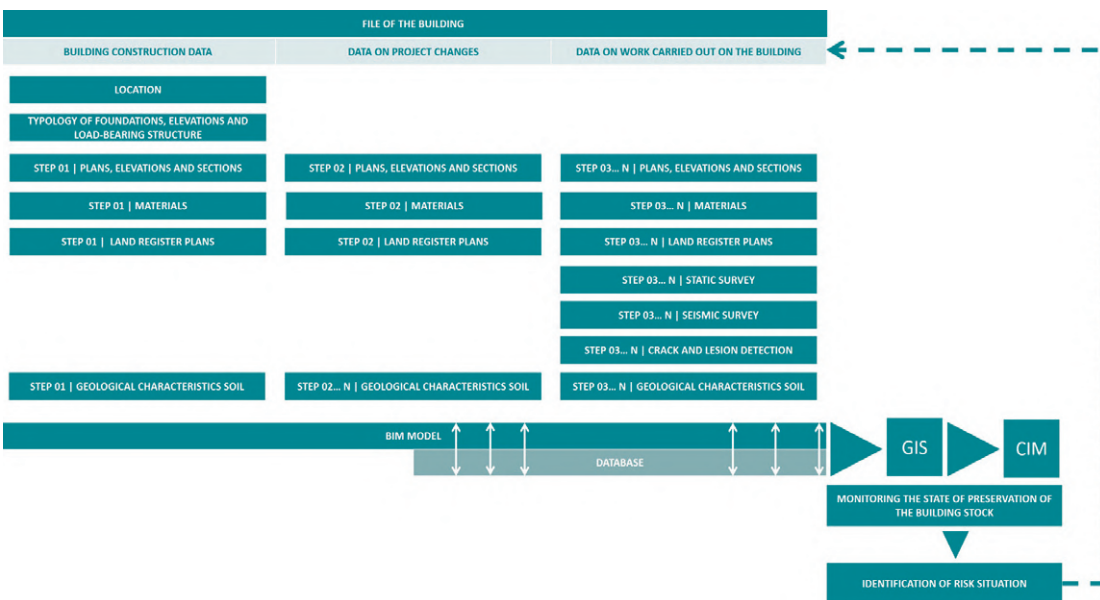 FILE OF THE BUILDING
BUILDING CONSTRUCTION DATA
DATA ON PROJECT CHANGES
DATA ON WORK CARRIED OUT ON THE BUILDING
LOCATION
TYPOLOGY OF FOUNDATIONS, ELEVATIONS AND
LOAD-BEARING STRUCTURE
STEP 01 | PLANS, ELEVATIONS AND SECTIONS
STEP 02 | PLANS, ELEVATIONS AND SECTIONS
STEP 03... N | PLANS, ELEVATIONS AND SECTIONS
STEP 01 | MATERIALS
STEP 02 | MATERIALS
STEP 03... N | MATERIALS
STEP 01 | LAND REGISTER PLANS
STEP 02 | LAND REGISTER PLANS
STEP 03... N | LAND REGISTER PLANS
STEP 03... N | STATIC SURVEY
STEP 03... N | SEISMIC SURVEY
STEP 03... N | CRACK AND LESION DETECTION
STEP 01 | GEOLOGICAL CHARACTERISTICS SOIL
STEP 02... N | GEOLOGICAL CHARACTERISTICS SOIL
STEP 03... N | GEOLOGICAL CHARACTERISTICS SOIL
BIM MODEL
DATABASE
GIS
CIM
MONITORING THE STATE OF PRESERVATION OF
THE BUILDING STOCK
IDENTIFICATION OF RISK SITUATION